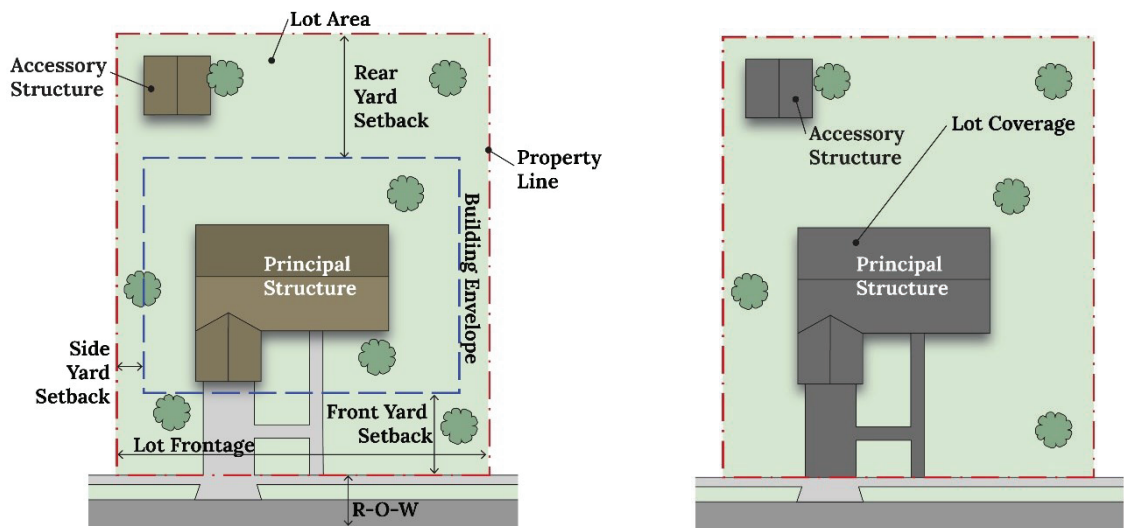 Lot Area
Accessory
Structure
Rear
Yard
Setback
Property
Line
Building Envelope
Principal
Structure
Side
Yard
Setback
Front Yard
Setback
Lot Frontage
R-O-W
Accessory
Structure
Lot Coverage
Principal
Structure